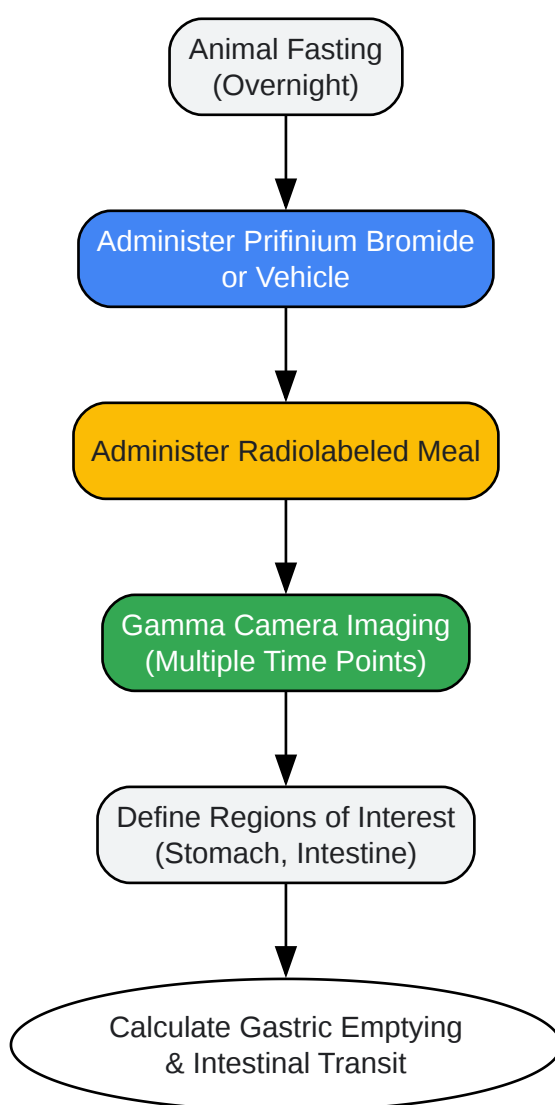 Animal Fasting
(Overnight)
Administer Prifinium Bromide
or Vehicle
Administer Radiolabeled Meal
Gamma Camera Imaging
(Multiple Time Points)
Define Regions of Interest
(Stomach, Intestine)
Calculate Gastric Emptying
& Intestinal Transit